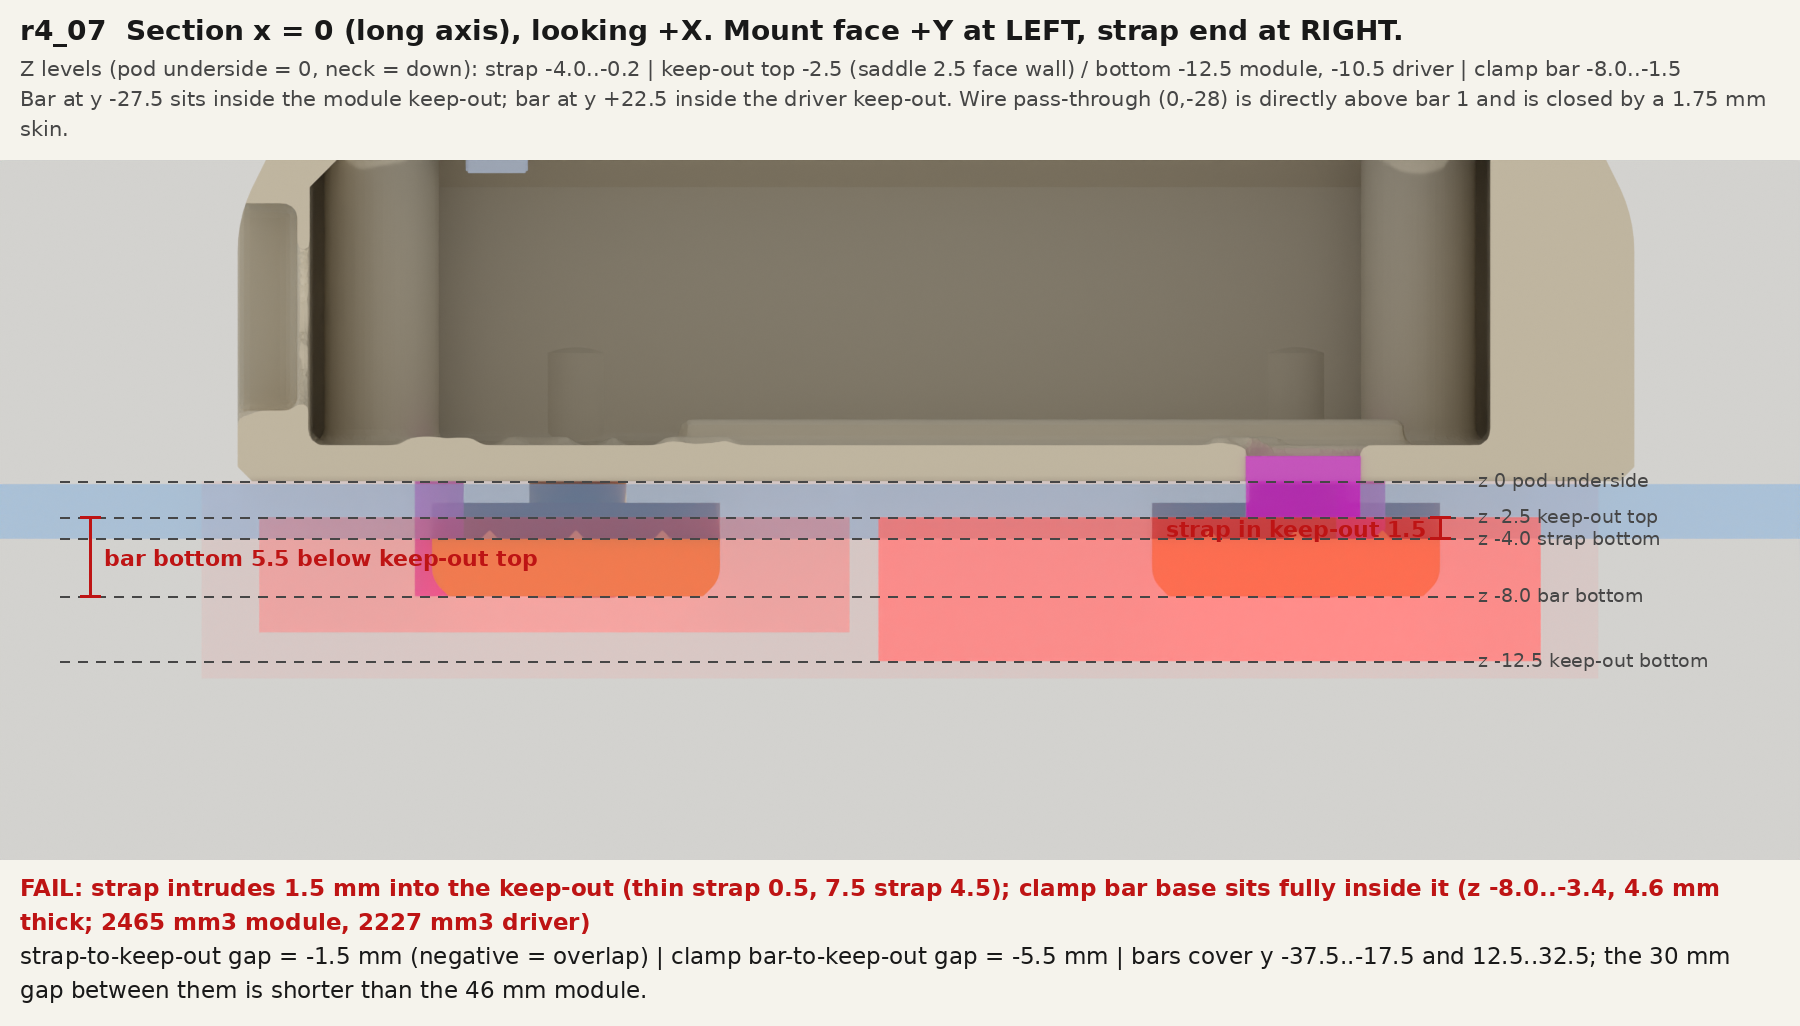 r4_07  Section x = 0 (long axis), looking +X. Mount face +Y at LEFT, strap end at RIGHT.
Z levels (pod underside = 0, neck = down): strap -4.0..-0.2 | keep-out top -2.5 (saddle 2.5 face wall) / bottom -12.5 module, -10.5 driver | clamp bar -8.0..-1.5
Bar at y -27.5 sits inside the module keep-out; bar at y +22.5 inside the driver keep-out. Wire pass-through (0,-28) is directly above bar 1 and is closed by a 1.75 mm
skin.
z 0 pod underside
z -2.5 keep-out top
strap in keep-out 1.5
z -4.0 strap bottom
bar bottom 5.5 below keep-out top
z -8.0 bar bottom
z -12.5 keep-out bottom
FAIL: strap intrudes 1.5 mm into the keep-out (thin strap 0.5, 7.5 strap 4.5); clamp bar base sits fully inside it (z -8.0..-3.4, 4.6 mm
thick; 2465 mm3 module, 2227 mm3 driver)
strap-to-keep-out gap = -1.5 mm (negative = overlap) | clamp bar-to-keep-out gap = -5.5 mm | bars cover y -37.5..-17.5 and 12.5..32.5; the 30 mm
gap between them is shorter than the 46 mm module.